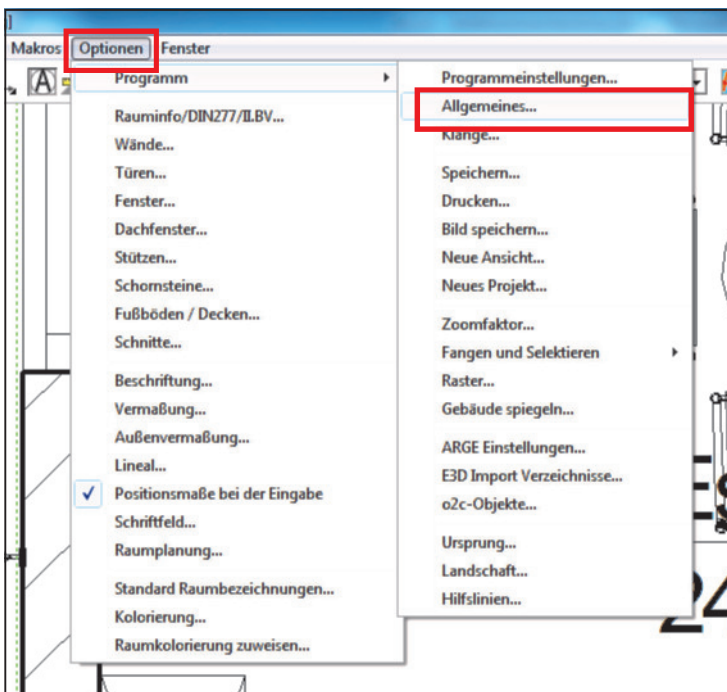 ]
Makros Optionen Fenster
A
Programm
Rauminfo/DIN277/II.BV...
Wände...
Türen...
Fenster...
Dachfenster...
Stützen...
Schornsteine...
Fußböden / Decken...
Schnitte...
Beschriftung...
Vermaßung...
Außenvermaßung...
Lineal...
Positionsmaße bei der Eingabe
Schriftfeld...
Raumplanung...
Standard Raumbezeichnungen...
Kolorierung...
Raumkolorierung zuweisen...
Programmeinstellungen...
Allgemeines...
Klänge...
Speichern...
Drucken...
Bild speichern...
Neue Ansicht...
Neues Projekt...
Zoomfaktor...
Fangen und Selektieren
Raster...
Gebäude spiegeln...
ARGE Einstellungen...
E3D Import Verzeichnisse...
o2c-Objekte...
Ursprung...
Landschaft...
Hilfslinien...
24